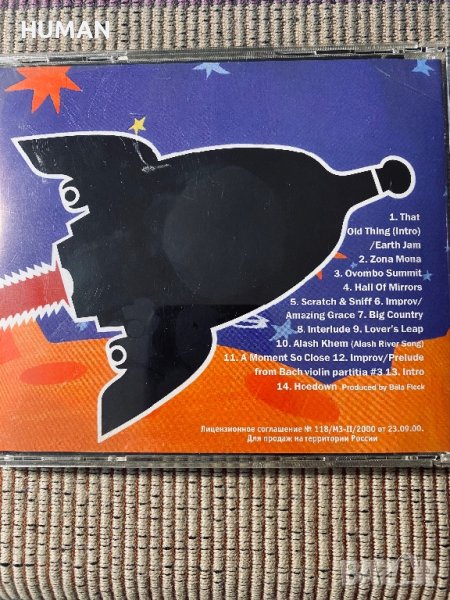 HUMAN
1. That
Old Thing (Intro)
/Earth Jam
2. Zona Mona
3. Ovombo Summit
4. Hall Of Mirrors
5. Scratch & Sniff 6. Improv/
Amazing Grace 7. Big Country
8. Interlude 9. Lover's Leap
10. Alash Khem (Alash River Song)
11. A Moment So Close 12. Improv/Prelude
from Bach violin partitia #3 13. Intro
14. Hoedown Produced by Bela Fleck
Лицензионное соглашение № 118/МЗ-П/2000 от 23.09.00.
Для продаж на территории России